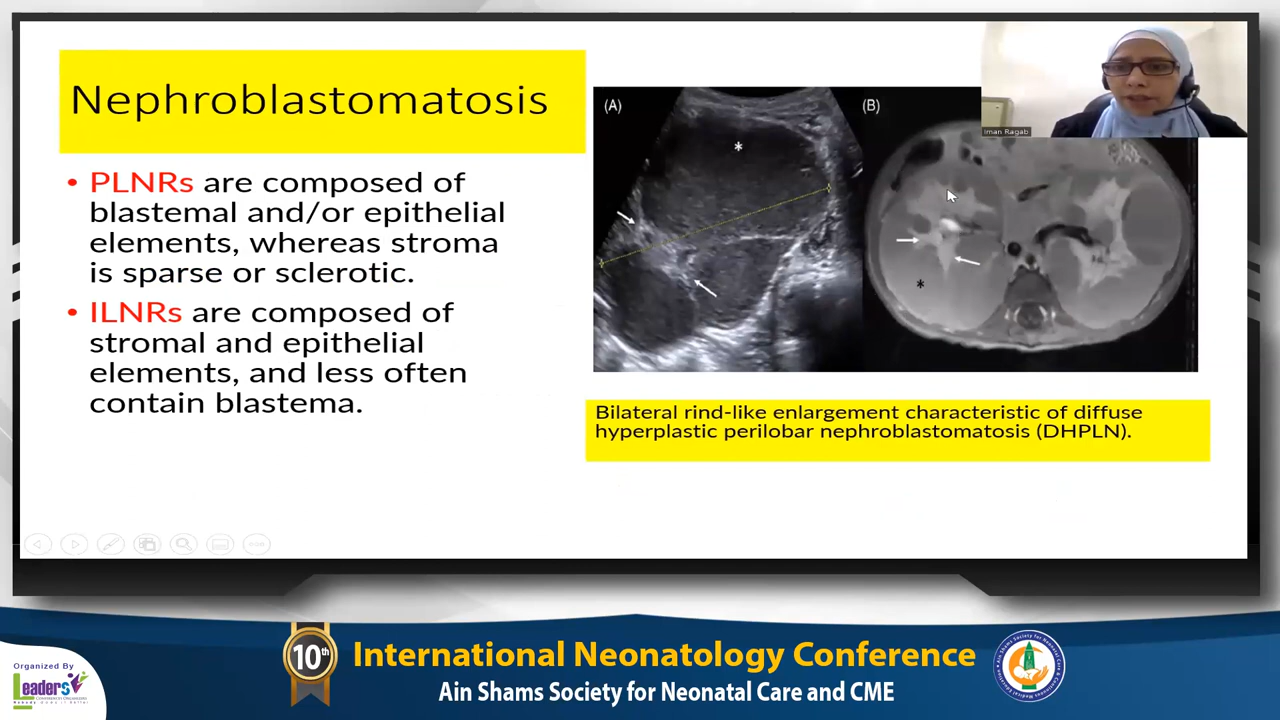 Nephroblastomatosis
• PLNRs are composed of
blastemal and/or epithelial
elements, whereas stroma
is sparse or sclerotic.
• ILNRs are composed of
stromal and epithelial
elements, and less often
contain blastema.
(A)
*
(B)
*
Iman Ragab
Bilateral rind-like enlargement characteristic of diffuse
hyperplastic perilobar nephroblastomatosis (DHPLN).
Organized By
Leaders
10th
International Neonatology Conference
Ain Shams Society for Neonatal Care and CME